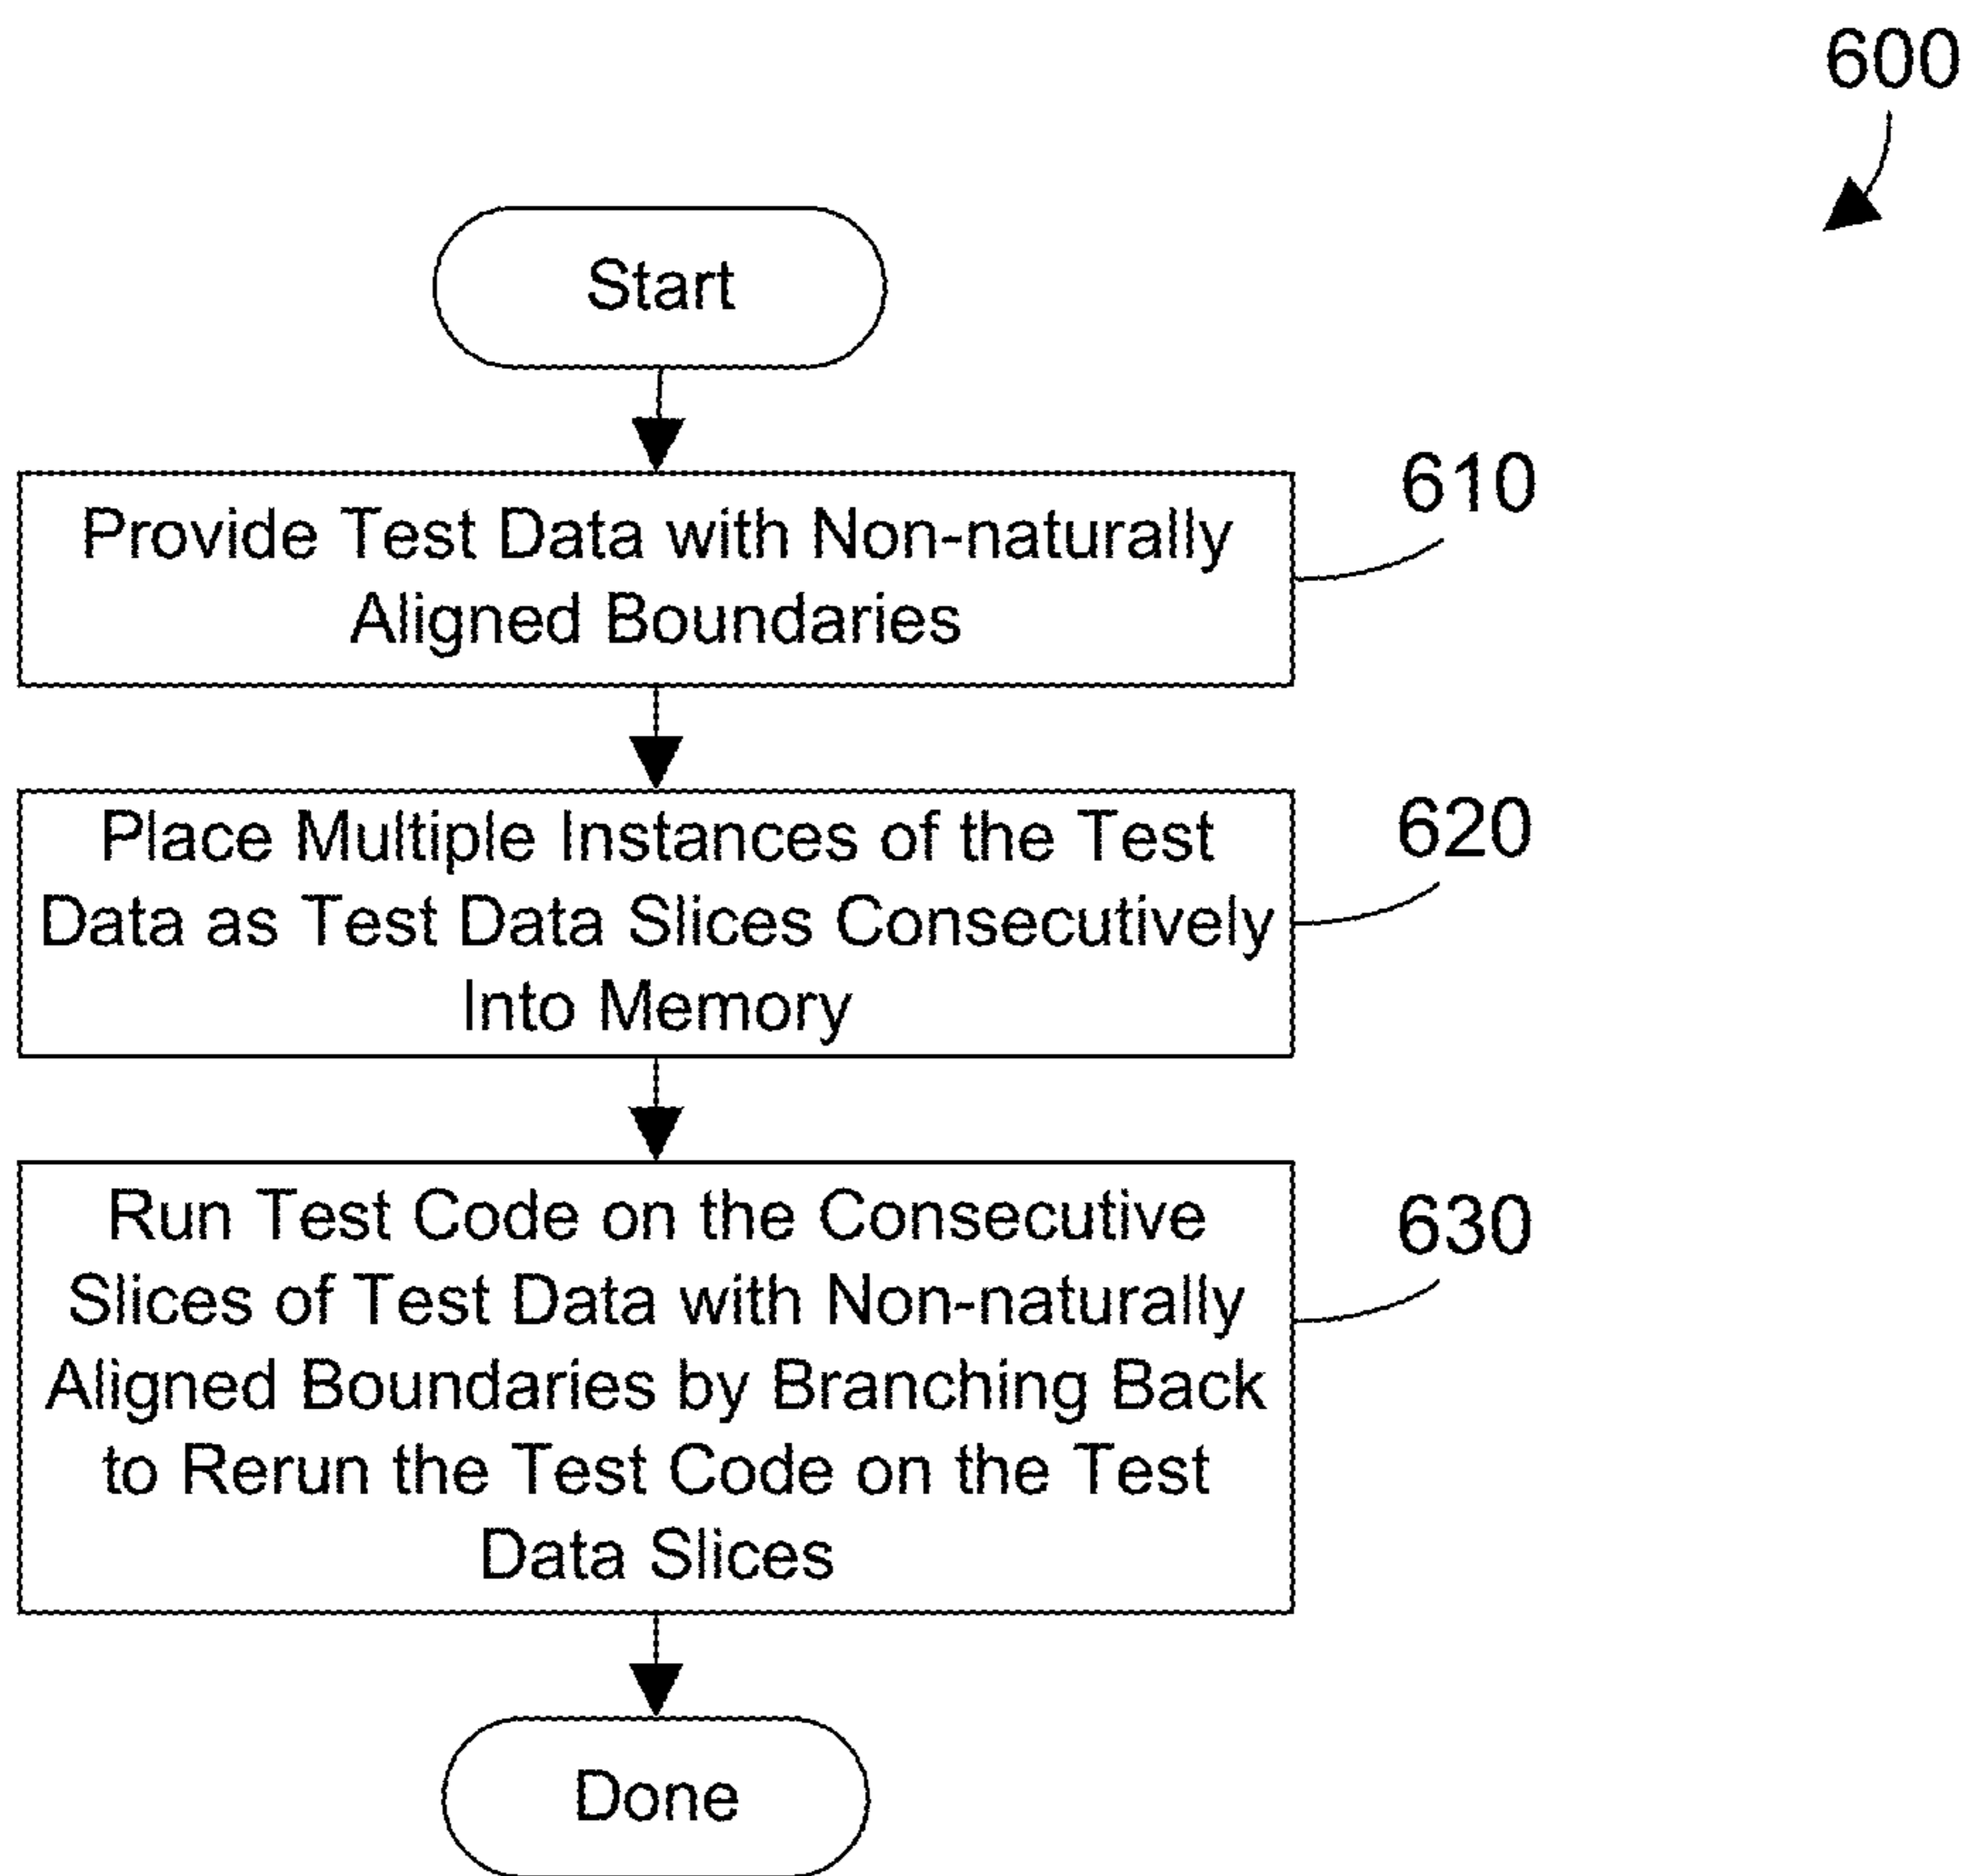 600
Start
Provide Test Data with Non-naturally
Aligned Boundaries
610
Place Multiple Instances of the Test
Data as Test Data Slices Consecutively
Into Memory
620
Run Test Code on the Consecutive
Slices of Test Data with Non-naturally
Aligned Boundaries by Branching Back
to Rerun the Test Code on the Test
Data Slices
630
Done